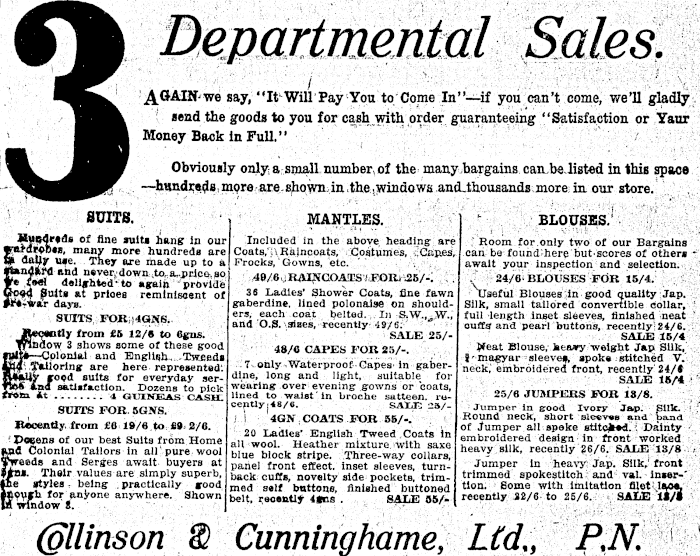 3 Departmental Sales.
AGAIN we say, "It Will Pay You to Come In"—if you can't come, we'll gladly
send the goods to you for cash with order guaranteeing "Satisfaction or Yaur
Money Back in Full."
Obviously only a small number of the many bargains can be listed in this space
—hundreds more are shown in the windows and thousands more in our store.
SUITS.
Hundreds of fine suits hang in our
wardrobes, many more hundreds are
in daily use. They are made up to a
standard and never down to a price, so
we feel delighted to again provide
Good Suits at prices reminiscent of
pre-war days.
SUITS FOR 4GNS.
Recently from £5 12/6 to 6gns.
Window 3 shows some of these good
suits—Colonial and English Tweeds
and Tailoring are here represented.
Really good suits for everyday ser-
vice and satisfaction. Dozens to pick
from at ........ 4 GUINEAS CASH.
SUITS FOR 5GNS.
Recently from £6 19/6 to £9 2/6.
Dozens of our best Suits from Home
and Colonial Tailors in all pure wool
Tweeds and Serges await buyers at
5gns. Their values are simply superb,
the styles being practically good
enough for anyone anywhere. Shown
in window 3.
MANTLES.
Included in the above heading are
Coats, Raincoats, Costumes, Capes,
Frocks, Gowns, etc.
49/6 RAINCOATS FOR 25/-.
36 Ladies' Shower Coats, fine fawn
gaberdine, lined polonaise on should-
ers, each coat belted. In S.W., W.,
and O.S. sizes, recently 49/6.
SALE 25/-
48/6 CAPES FOR 25/-.
7 only Waterproof Capes in gaber-
dine, long and light, suitable for
wearing over evening gowns or coats,
lined to waist in broche satteen, re-
cently 48/6. SALE 25/-
4GN COATS FOR 55/-.
20 Ladies' English Tweed Coats in
all wool. Heather mixture with saxe
blue block stripe. Three-way collars,
panel front effect, inset sleeves, turn-
back cuffs, novelty side pockets, trim-
med self buttons, finished buttoned
belt, recently 4gns. SALE 55/-
BLOUSES.
Room for only two of our Bargains
can be found here but scores of others
await your inspection and selection.
24/6 BLOUSES FOR 15/4.
Useful Blouses in good quality Jap.
Silk, small tailored convertible collar,
full length inset sleeves, finished neat
cuffs and pearl buttons, recently 24/6.
SALE 15/4
Neat Blouse, heavy weight Jap Silk,
magyar sleeves, spoke stitched V.
neck, embroidered front, recently 24/6
SALE 15/4
25/6 JUMPERS FOR 13/8.
Jumper in good Ivory Jap. Silk.
Round neck, short sleeves and band
of Jumper all spoke stitched. Dainty
embroidered design in front worked
heavy silk, recently 26/6. SALE 13/8
Jumper in heavy Jap. Silk, front
trimmed spokestitch and val. inser-
tion. Some with imitation filet lace,
recently 22/6 to 25/6. SALE 13/8
Collinson & Cunninghame, Ltd., P.N.